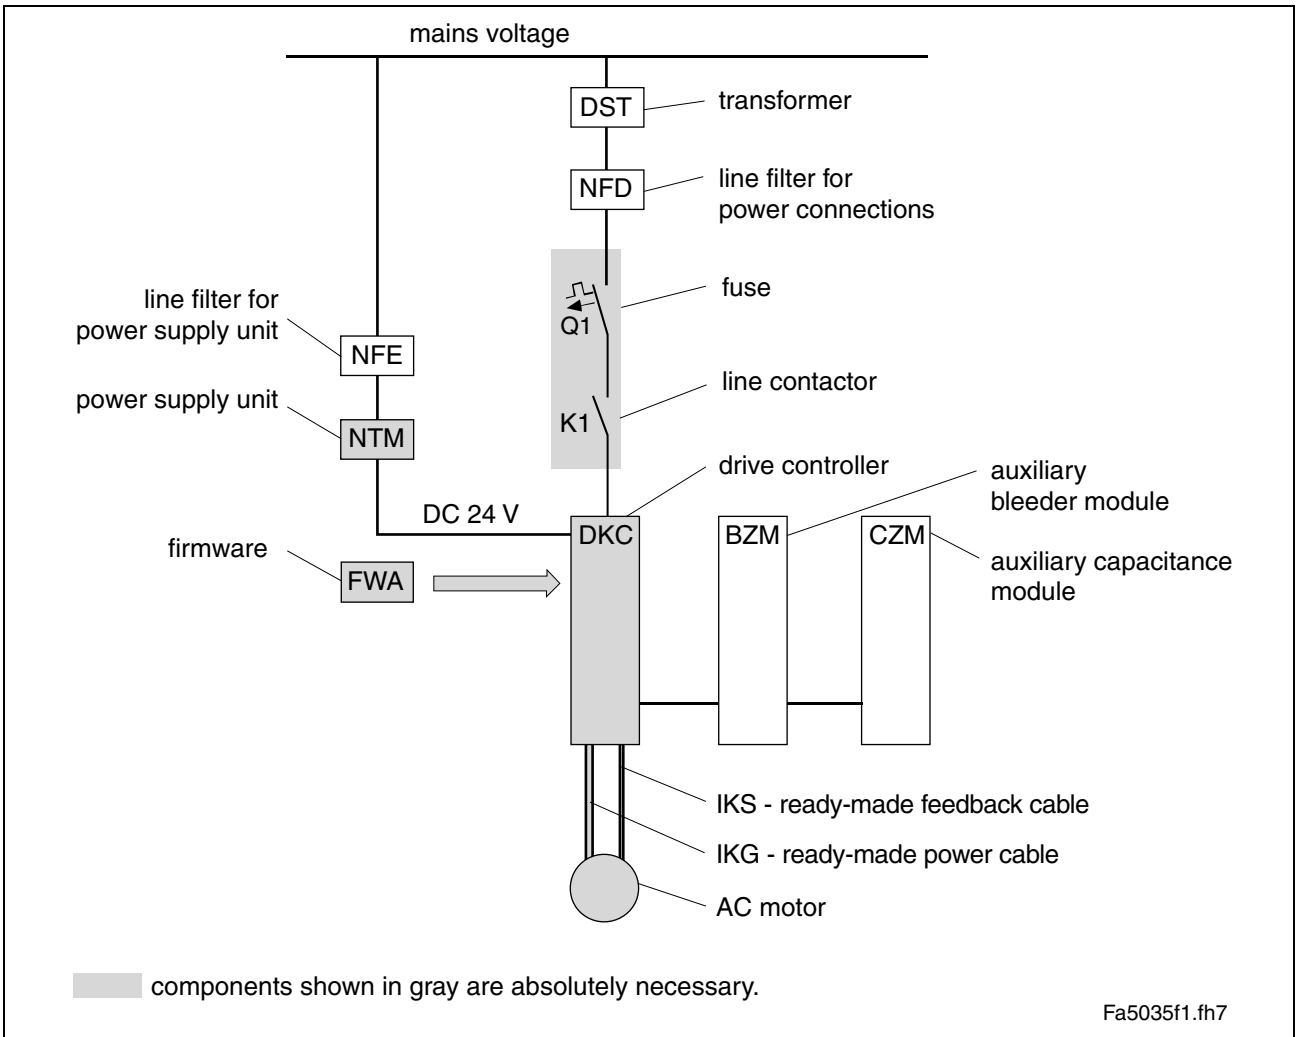 mains voltage
DST
transformer
NFD
line filter for
power connections
fuse
Q1
line filter for
power supply unit
NFE
line contactor
K1
power supply unit
NTM
drive controller
auxiliary
bleeder module
DC 24 V
DKC
BZM
CZM
firmware
FWA
auxiliary capacitance
module
IKS - ready-made feedback cable
IKG - ready-made power cable
AC motor
components shown in gray are absolutely necessary.
Fa5035f1.fh7